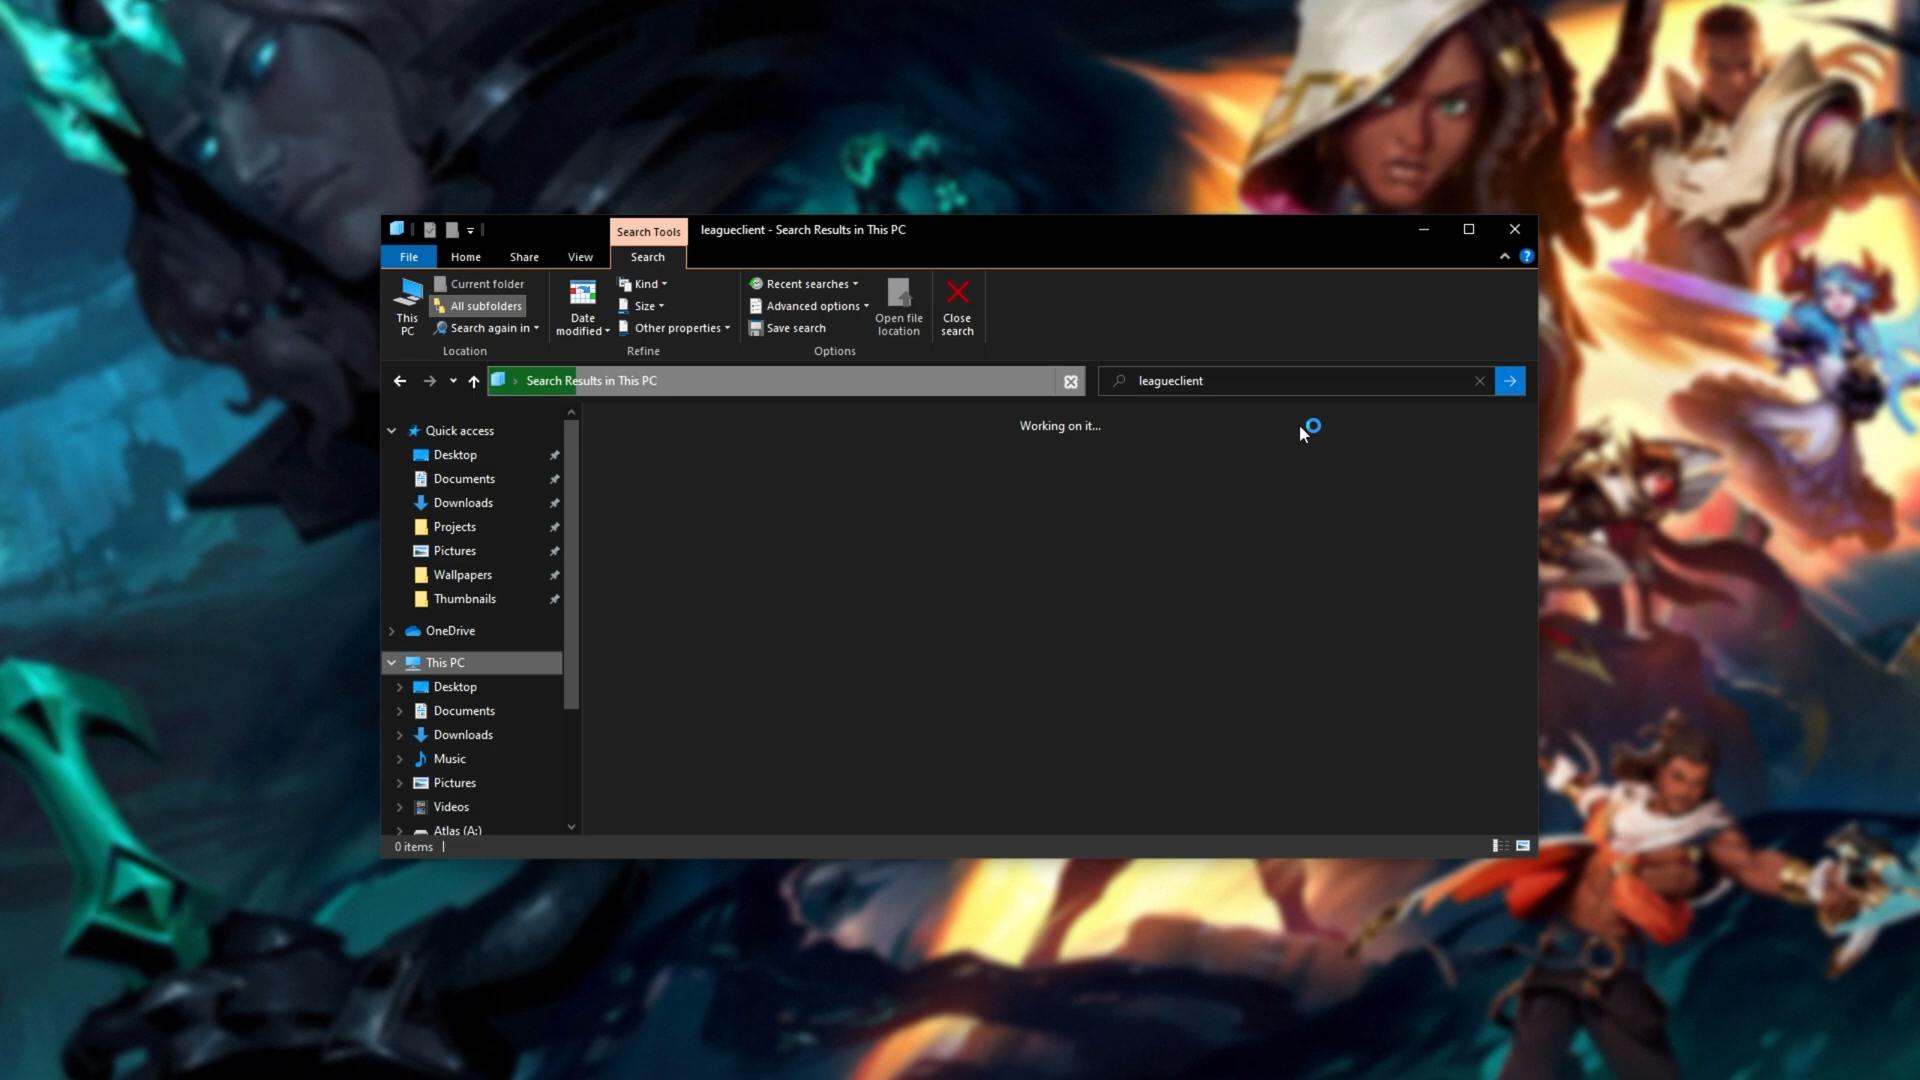 Search Tools
leagueclient - Search Results in This PC
File
Home
Share
View
Search
?
This PC
Current folder
All subfolders
Search again in
Location
Date modified
Kind
Size
Other properties
Refine
Recent searches
Advanced options
Save search
Options
Open file location
Close search
Search Results in This PC
leagueclient
Quick access
Desktop
Documents
Downloads
Projects
Pictures
Wallpapers
Thumbnails
OneDrive
This PC
Desktop
Documents
Downloads
Music
Pictures
Videos
Atlas (A:)
Working on it...
0 items